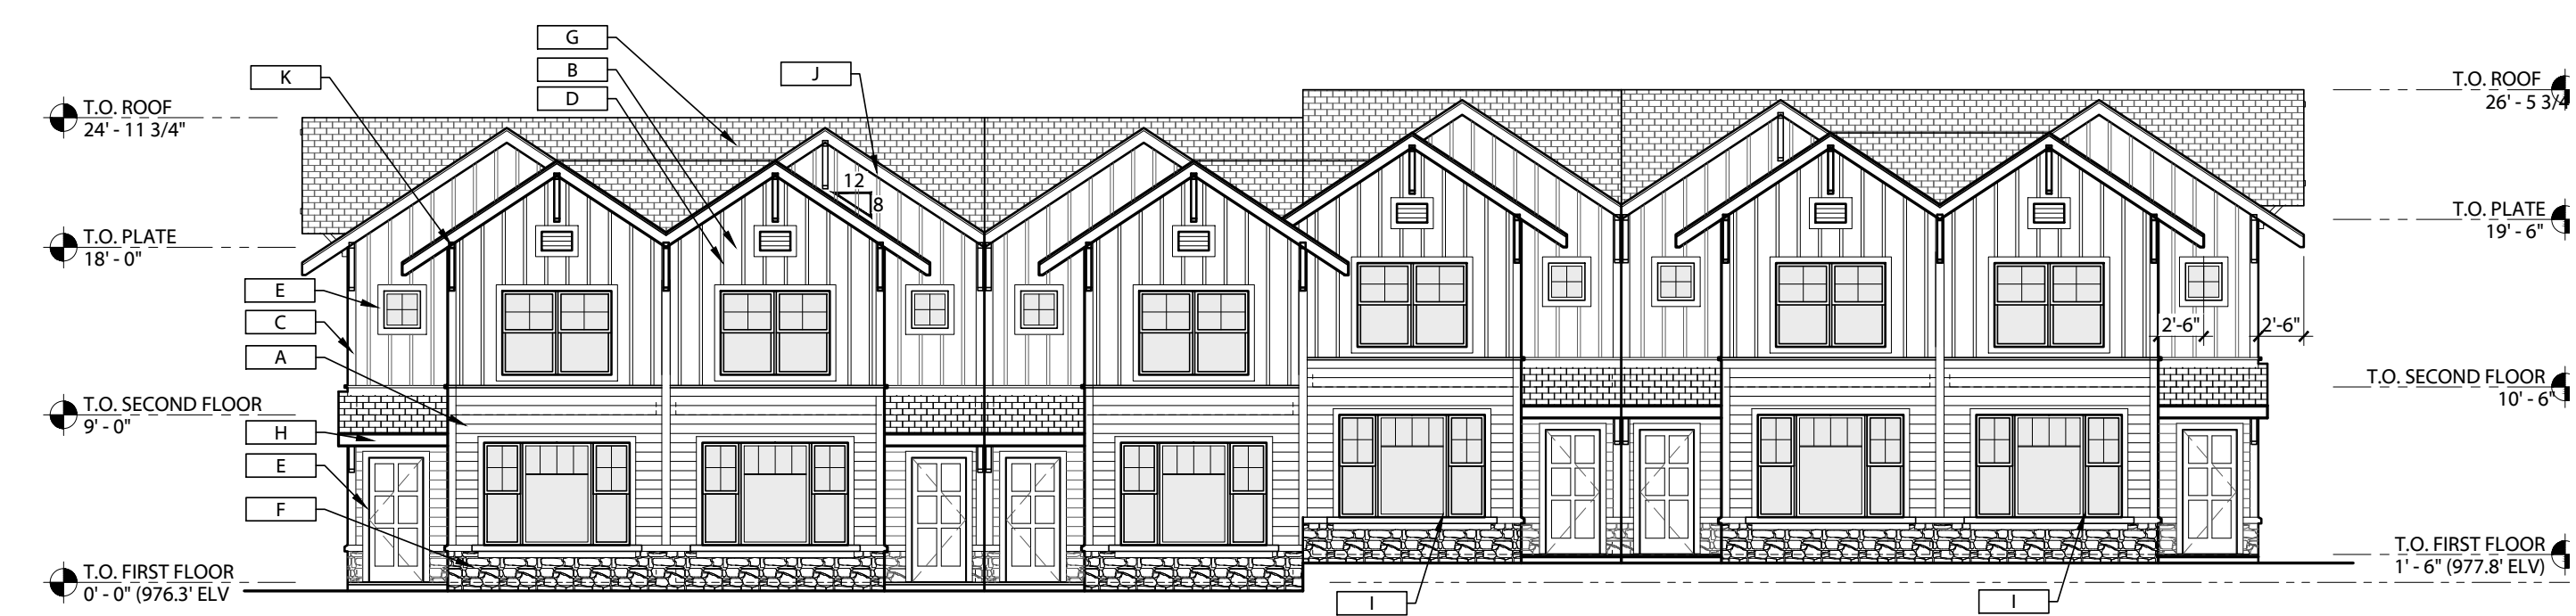 G
B
D
K
J
T.O. ROOF
24' - 11 3/4"
T.O. ROOF
26' - 5 3/4
12
8
T.O. PLATE
18' - 0"
T.O. PLATE
19' - 6"
E
C
A
2'-6"
2'-6"
T.O. SECOND FLOOR
9' - 0"
T.O. SECOND FLOOR
10' - 6"
H
E
F
T.O. FIRST FLOOR
0' - 0" (976.3' ELV
T.O. FIRST FLOOR
1' - 6" (977.8' ELV)
I
I